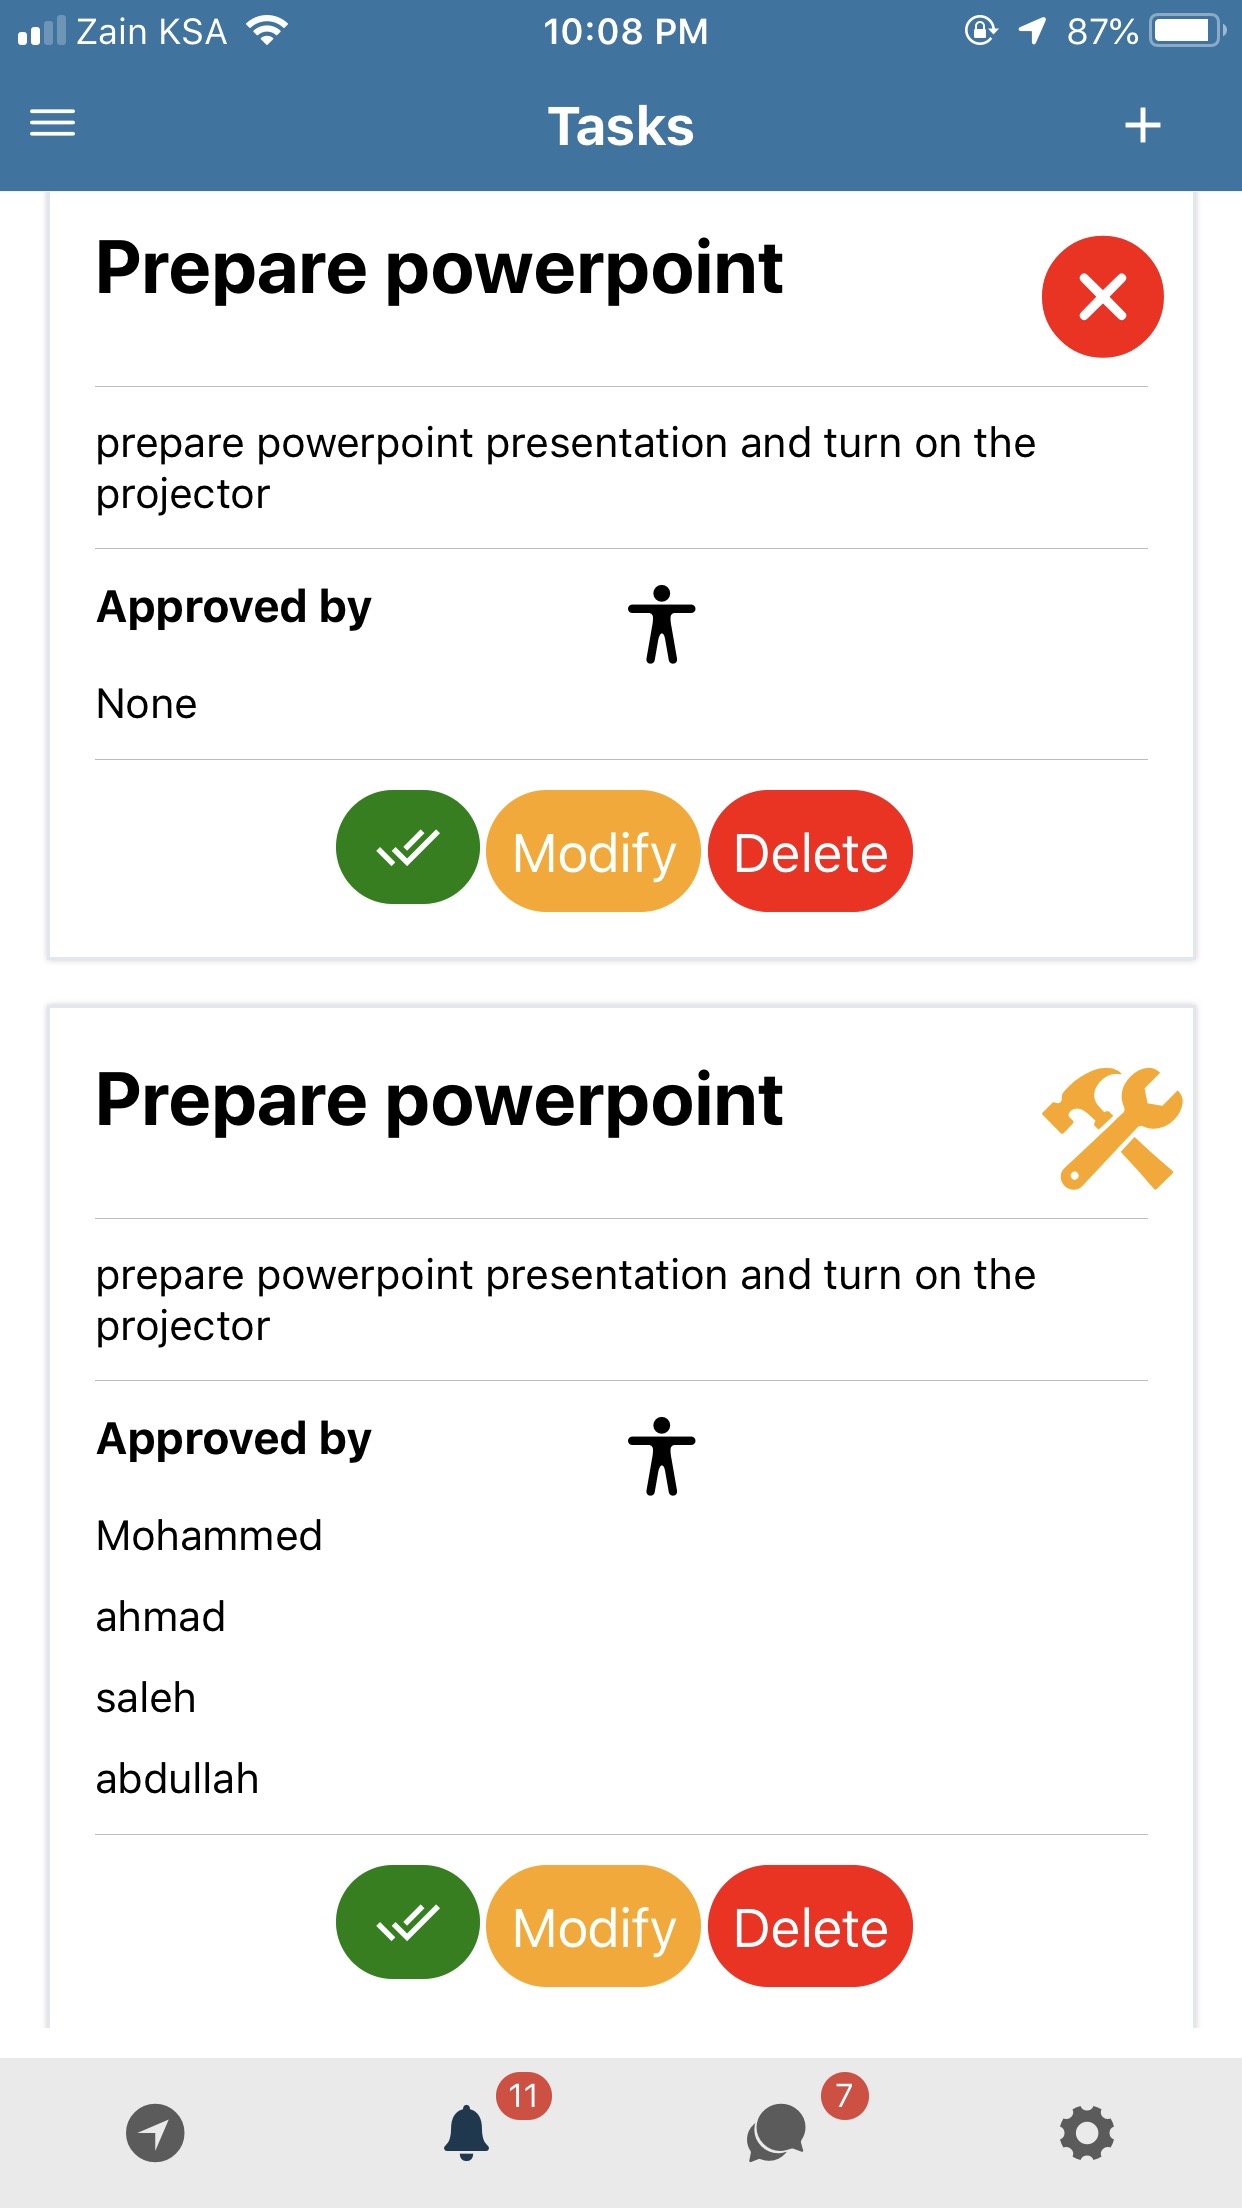 Zain KSA 10:08 PM 87%
Tasks
Prepare powerpoint
prepare powerpoint presentation and turn on the
projector
Approved by
None
Modify Delete
Prepare powerpoint
prepare powerpoint presentation and turn on the
projector
Approved by
Mohammed
ahmad
saleh
abdullah
Modify Delete
11 7